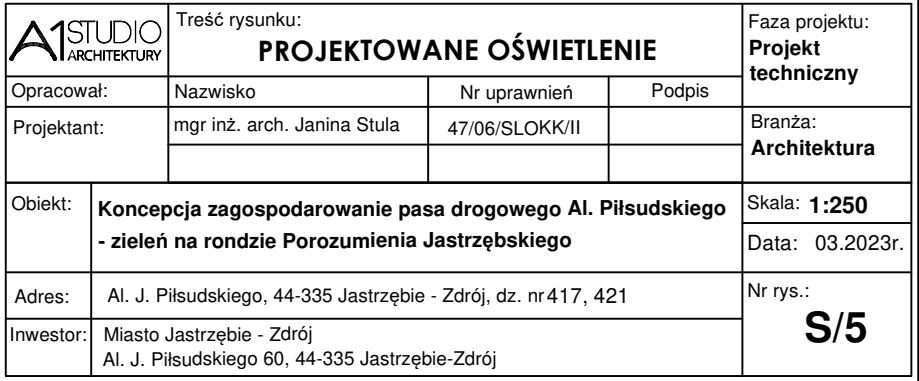 A1 STUDIO
ARCHITEKTURY
Treść rysunku:
PROJEKTOWANE OŚWIETLENIE
Faza projektu:
Projekt
techniczny
Opracował:
Nazwisko
Nr uprawnień
Podpis
Projektant:
mgr inż. arch. Janina Stula
47/06/SLOKK/II
Branża:
Architektura
Obiekt:
Koncepcja zagospodarowanie pasa drogowego Al. Piłsudskiego
- zieleń na rondzie Porozumienia Jastrzębskiego
Skala: 1:250
Data: 03.2023r.
Adres:
Al. J. Piłsudskiego, 44-335 Jastrzębie - Zdrój, dz. nr 417, 421
Nr rys.:
S/5
Inwestor:
Miasto Jastrzębie - Zdrój
Al. J. Piłsudskiego 60, 44-335 Jastrzębie-Zdrój